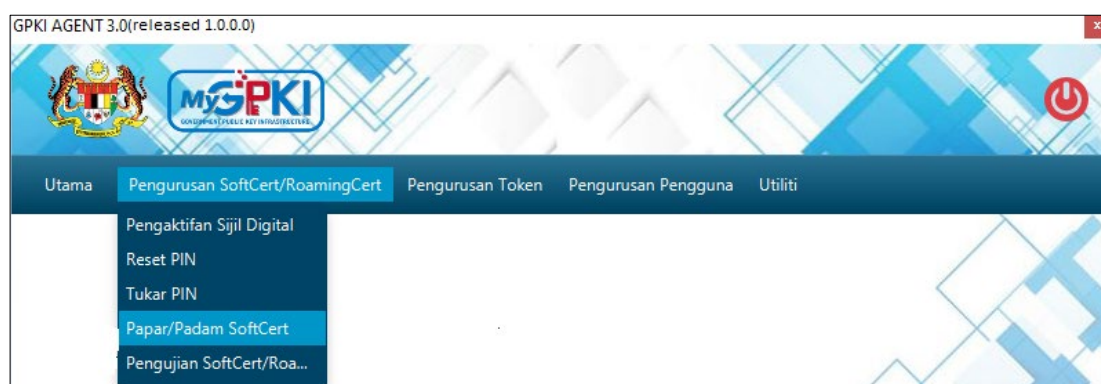 GPKI AGENT 3.0(released 1.0.0.0)
x
MyGPKI
GOVERNMENT PUBLIC KEY INFRASTRUCTURE
Utama Pengurusan SoftCert/RoamingCert Pengurusan Token Pengurusan Pengguna Utiliti
Pengaktifan Sijil Digital
Reset PIN
Tukar PIN
Papar/Padam SoftCert
Pengujian SoftCert/Roa...